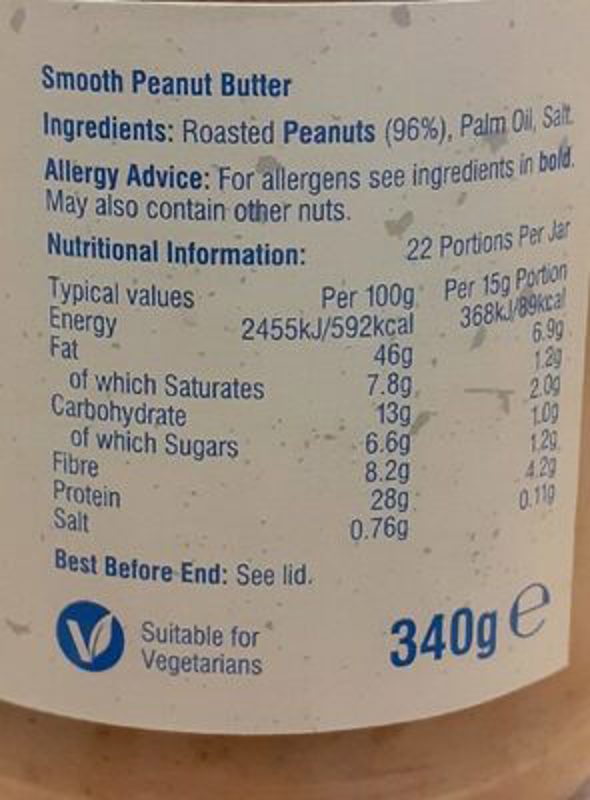 Smooth Peanut Butter
Ingredients: Roasted Peanuts (96%), Palm Oil, Salt.
Allergy Advice: For allergens see ingredients in bold.
May also contain other nuts.
Nutritional Information: 22 Portions Per Jar
Typical values Per 100g Per 15g Portion
Energy 2455kJ/592kcal 368kJ/89kcal
Fat 46g 6.9g
of which Saturates 7.8g 1.2g
Carbohydrate 13g 2.0g
of which Sugars 6.6g 1.0g
Fibre 8.2g 1.2g
Protein 28g 4.2g
Salt 0.76g 0.11g
Best Before End: See lid.
Suitable for
Vegetarians
340g e